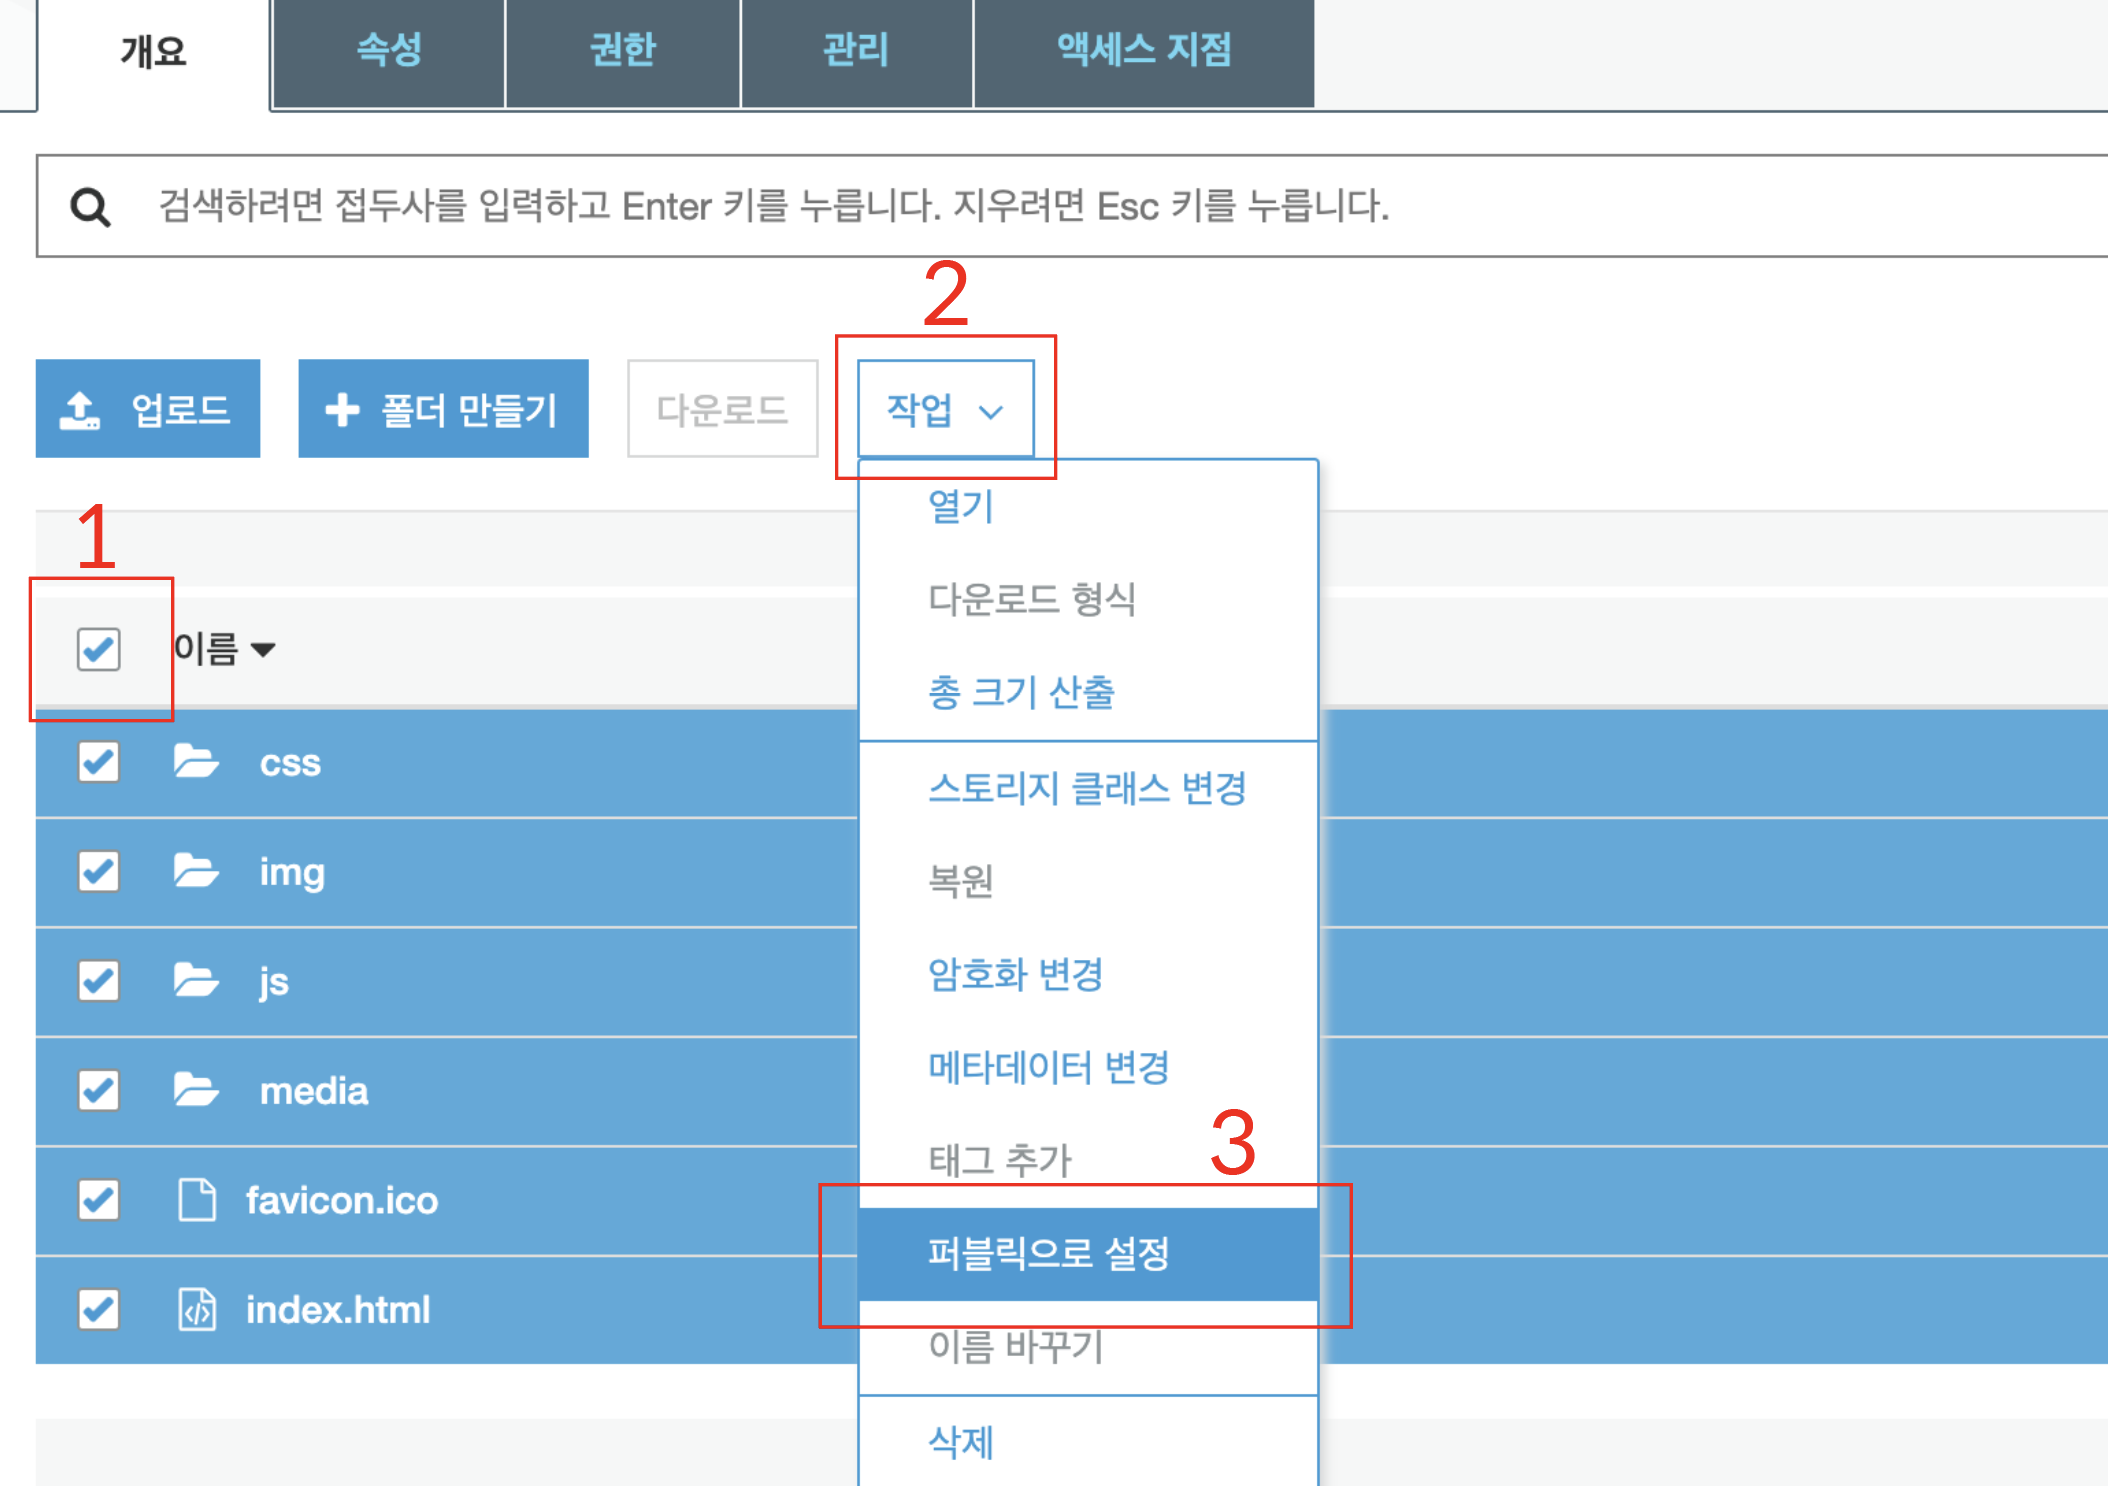 개요 속성 권한 관리 액세스 지점
검색하려면 접두사를 입력하고 Enter 키를 누릅니다. 지우려면 Esc 키를 누릅니다.
2
업로드 폴더 만들기 다운로드 작업
열기
1
다운로드 형식
이름
총 크기 산출
css
스토리지 클래스 변경
img
복원
js
암호화 변경
media
메타데이터 변경
3
태그 추가
favicon.ico
퍼블릭으로 설정
index.html
이름 바꾸기
삭제